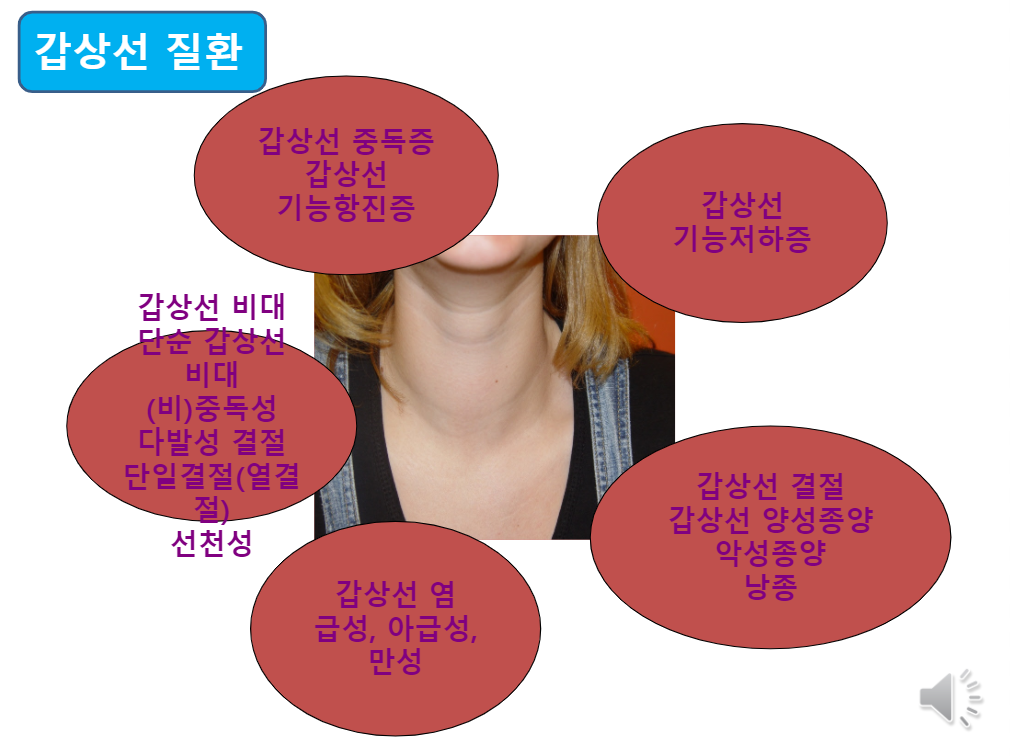 갑상선 질환
갑상선 중독증
갑상선
기능항진증
갑상선
기능저하증
갑상선 비대
단순 갑상선
비대
(비)중독성
다발성 결절
단일결절(열결
절)
선천성
갑상선 결절
갑상선 양성종양
악성종양
낭종
갑상선 염
급성, 아급성,
만성